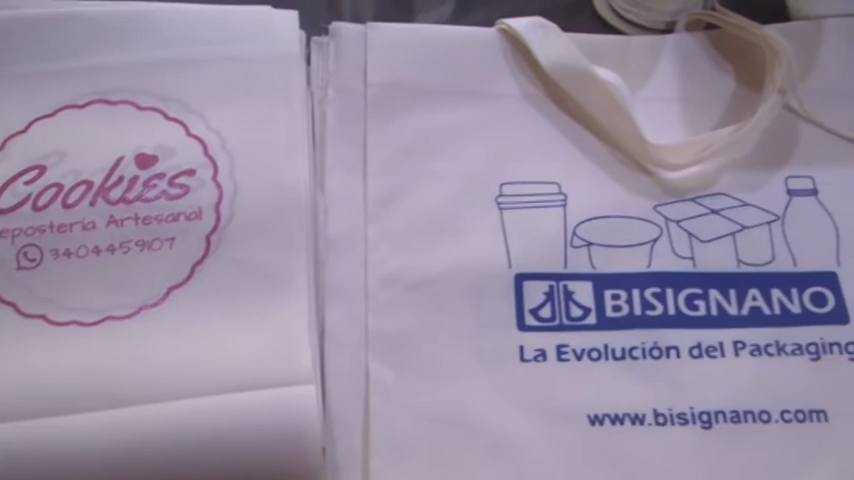 Cookies
epostería Artesanal
3404459107
BISIGNANO
La Evolución del Packaging
www.bisignano.com